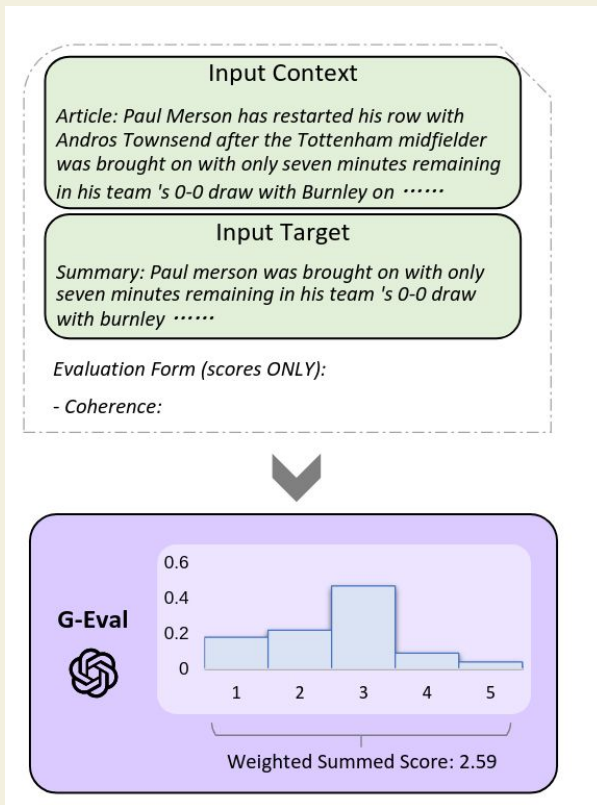 Input Context
Article: Paul Merson has restarted his row with
Andros Townsend after the Tottenham midfielder
was brought on with only seven minutes remaining
in his team 's 0-0 draw with Burnley on ······
Input Target
Summary: Paul merson was brought on with only
seven minutes remaining in his team 's 0-0 draw
with burnley ······
Evaluation Form (scores ONLY):
- Coherence:
G-Eval
0.6
0.4
0.2
0
1 2 3 4 5
Weighted Summed Score: 2.59